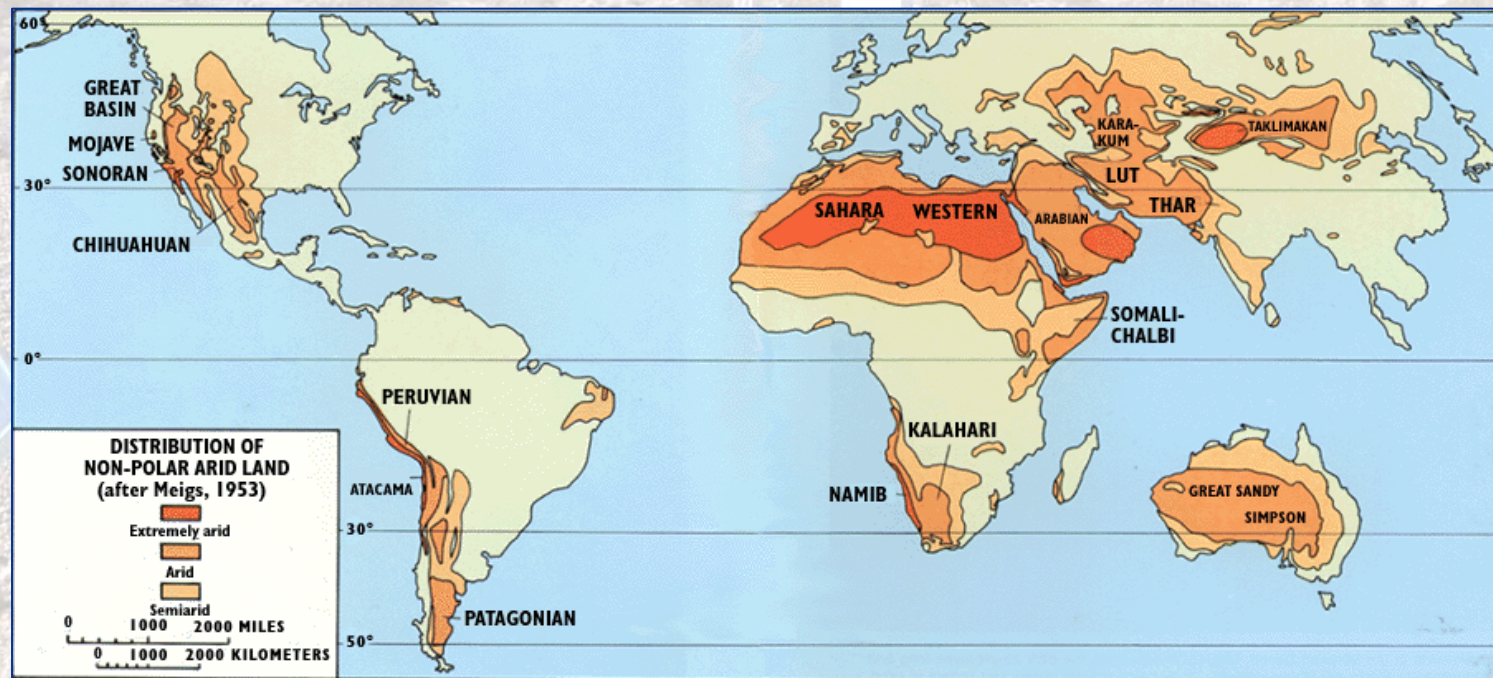 60°
GREAT
BASIN
MOJAVE
SONORAN
30°
CHIHUAHUAN
0°
PERUVIAN
ATACAMA
30°
PATAGONIAN
50°
KARA-
KUM
TAKLIMAKAN
LUT
THAR
SAHARA
WESTERN
ARABIAN
SOMALI-
CHALBI
KALAHARI
NAMIB
GREAT SANDY
SIMPSON
DISTRIBUTION OF
NON-POLAR ARID LAND
(after Meigs, 1953)
Extremely arid
Arid
Semiarid
0 1000 2000 MILES
0 1000 2000 KILOMETERS